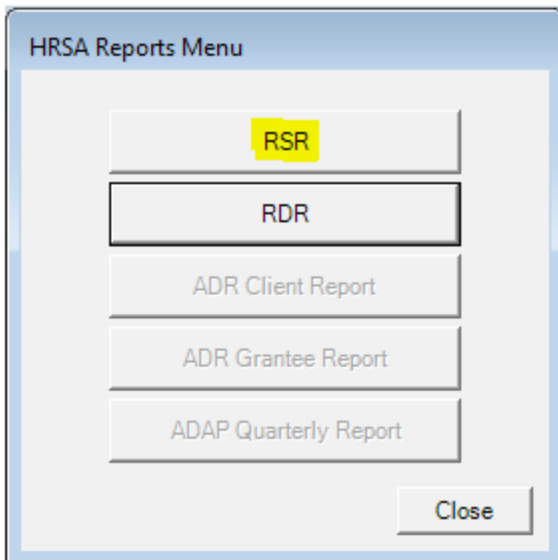 HRSA Reports Menu
RSR
RDR
ADR Client Report
ADR Grantee Report
ADAP Quarterly Report
Close